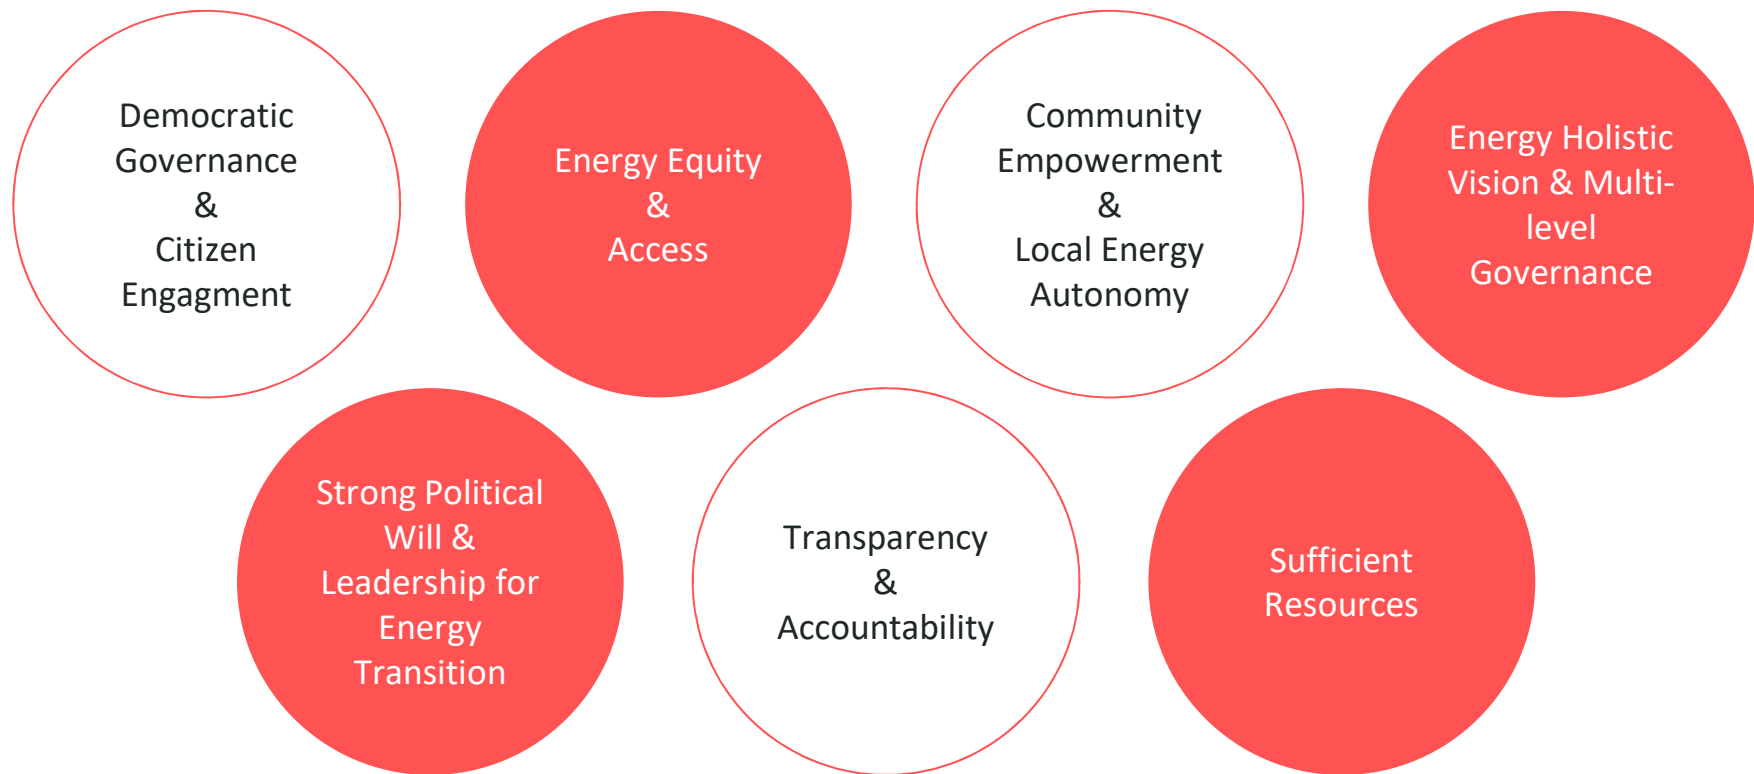 Democratic
Governance
&
Citizen
Engagment
Energy Equity
&
Access
Community
Empowerment
&
Local Energy
Autonomy
Energy Holistic
Vision & Multi-
level
Governance
Strong Political
Will &
Leadership for
Energy
Transition
Transparency
&
Accountability
Sufficient
Resources